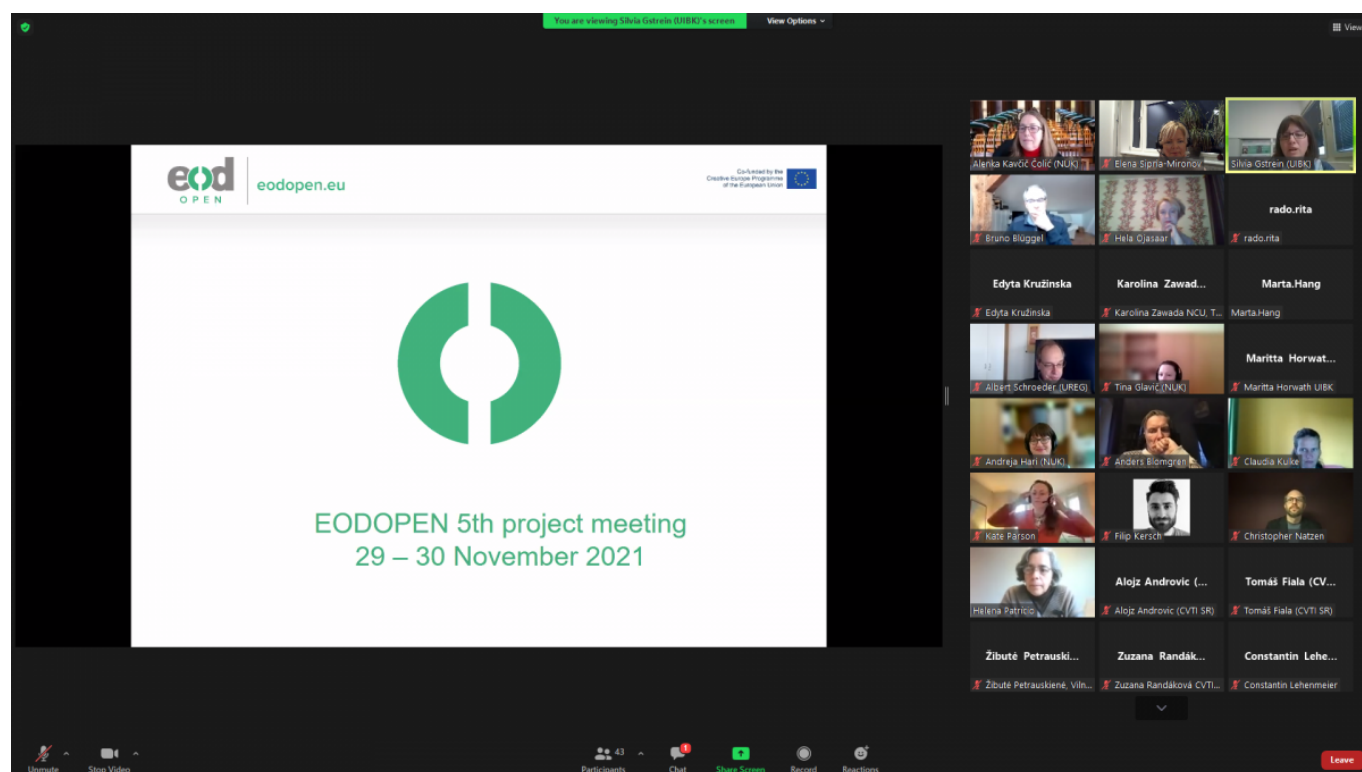 You are viewing Silvia Gstrein (UIBK)'s screen
View Options
View
eod
OPEN
eodopen.eu
Co-funded by the
Creative Europe Programme
of the European Union
EODOPEN 5th project meeting
29 – 30 November 2021
Alenka Kavčič Čolić (NUK)
Elena Sipria-Mironov
Silvia Gstrein (UIBK)
Bruno Blüggel
Hela Ojasaar
rado.rita
rado.rita
Edyta Kružinska
Karolina Zawad...
Marta.Hang
Edyta Kružinska
Karolina Zawada NCU, T...
Marta.Hang
Albert Schroeder (UREG)
Tina Glavič (NUK)
Maritta Horwat...
Maritta Horwath UIBK
Andreja Hari (NUK)
Anders Blomgren
Claudia Kulke
Kate Parson
Filip Kersch
Christopher Natzen
Helena Patrício
Alojz Androvic (...
Tomáš Fiala (CV...
Alojz Androvic (CVTI SR)
Tomáš Fiala (CVTI SR)
Žibutė Petrauski...
Zuzana Randák...
Constantin Lehe...
Žibutė Petrauskienė, Viln...
Zuzana Randáková CVTI...
Constantin Lehenmeier
43
1
Unmute
Stop Video
Participants
Chat
Share Screen
Record
Reactions
Leave